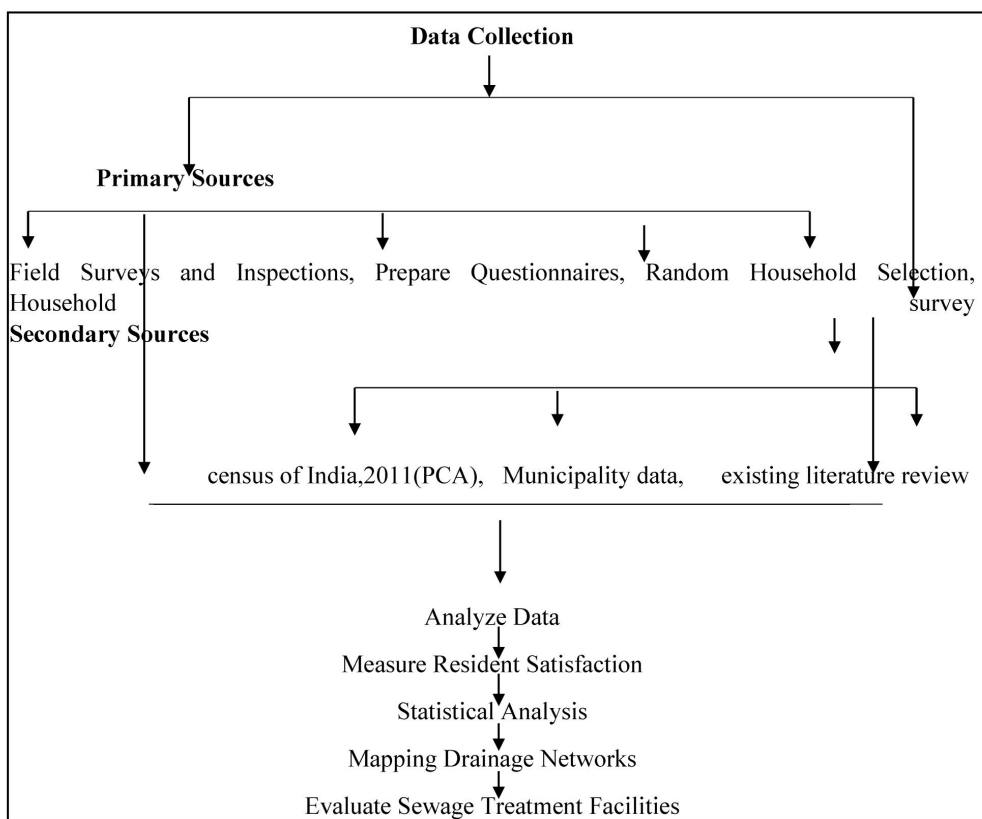 Data Collection
Primary Sources
Field Surveys and Inspections, Prepare Questionnaires, Random Household Selection,
Household survey
Secondary Sources
census of India,2011(PCA), Municipality data, existing literature review
Analyze Data
Measure Resident Satisfaction
Statistical Analysis
Mapping Drainage Networks
Evaluate Sewage Treatment Facilities